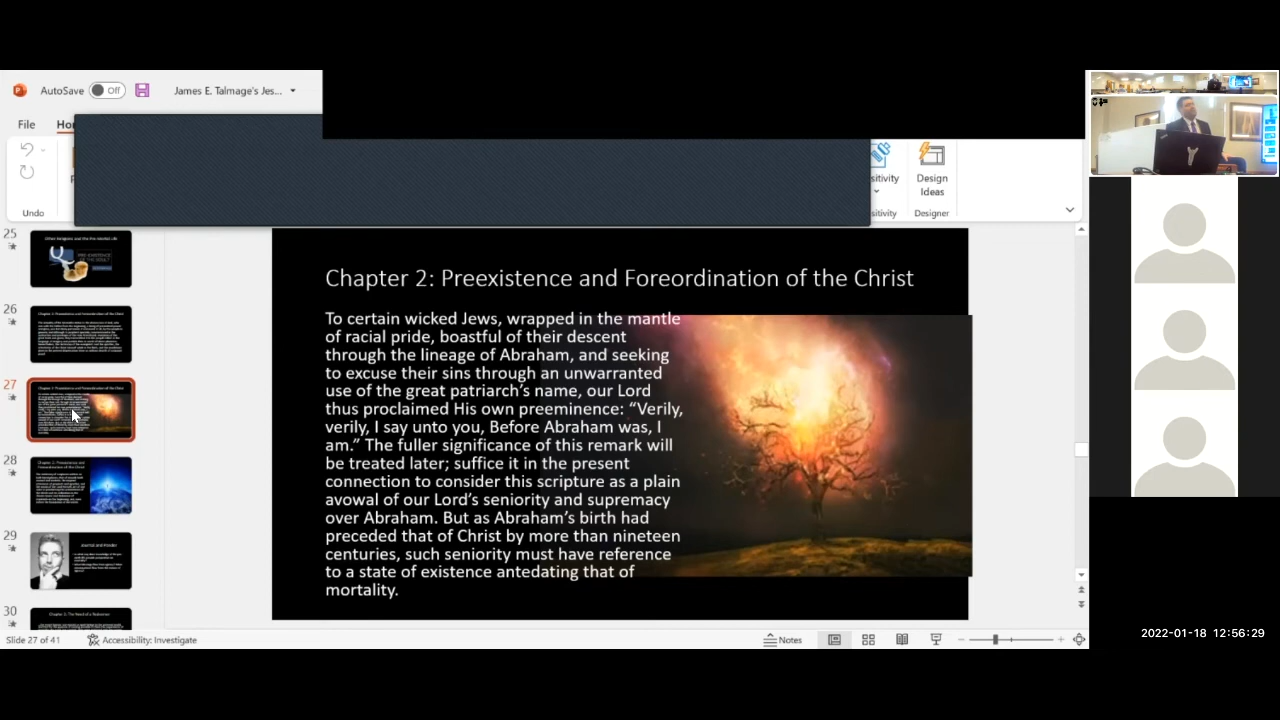 AutoSave
Off
James E. Talmage's Jes...
File
Undo
sitivity
Design
Ideas
sitivity
Designer
25
26
27
28
29
30
Chapter 2: Preexistence and Foreordination of the Christ
To certain wicked Jews, wrapped in the mantle
of racial pride, boastful of their descent
through the lineage of Abraham, and seeking
to excuse their sins through an unwarranted
use of the great patriarch’s name, our Lord
thus proclaimed His own preeminence: “Verily,
verily, I say unto you, Before Abraham was, I
am.” The fuller significance of this remark will
be treated later; suffice it in the present
connection to consider this scripture as a plain
avowal of our Lord’s seniority and supremacy
over Abraham. But as Abraham’s birth had
preceded that of Christ by more than nineteen
centuries, such seniority must have reference
to a state of existence antedating that of
mortality.
Slide 27 of 41
Accessibility: Investigate
Notes
2022-01-18 12:56:29